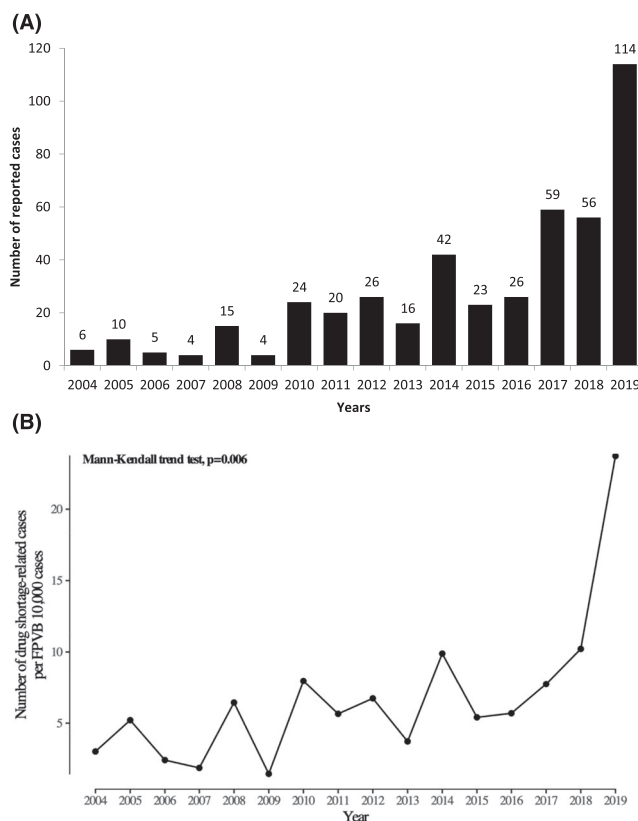 (A)
120
100
80
60
40
20
0
Number of reported cases
6
10
5
4
15
4
24
20
26
16
42
23
26
59
56
114
2004 2005 2006 2007 2008 2009 2010 2011 2012 2013 2014 2015 2016 2017 2018 2019
Years
(B)
Mann-Kendall trend test, p=0.006
20
15
10
5
Number of drug shortage-related cases
per FPVB 10,000 cases
2004 2005 2006 2007 2008 2009 2010 2011 2012 2013 2014 2015 2016 2017 2018 2019
Year